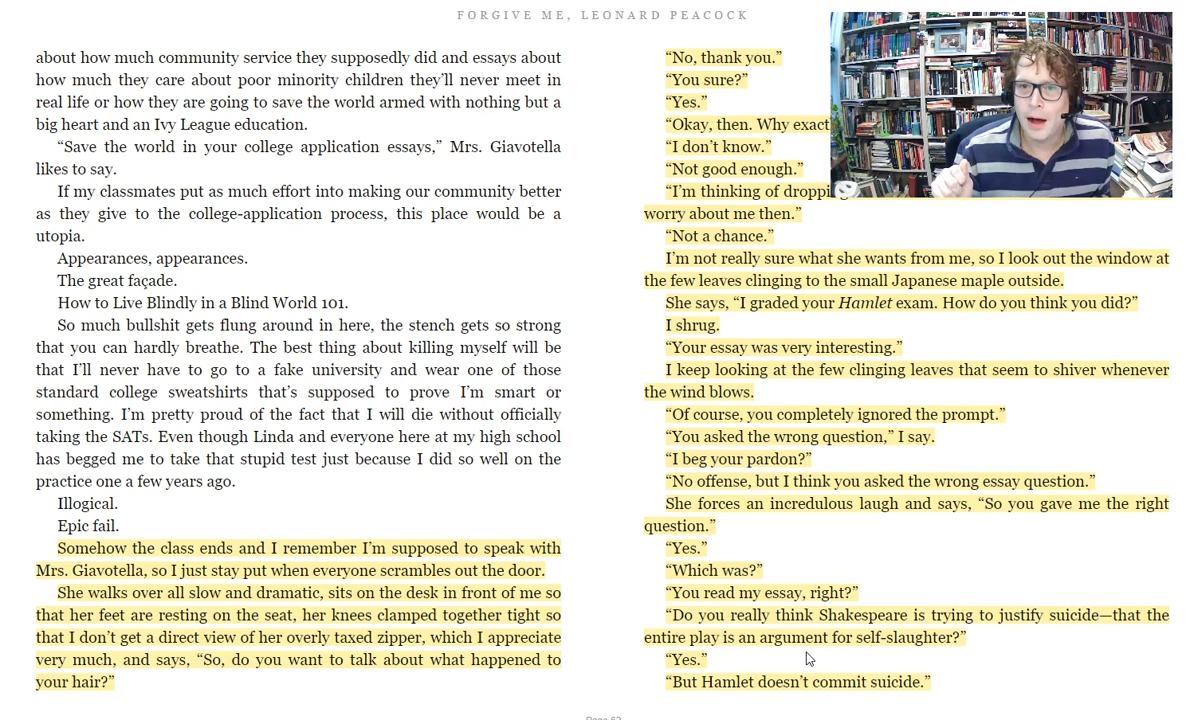 FORGIVE ME, LEONARD PEACOCK
about how much community service they supposedly did and essays about
how much they care about poor minority children they’ll never meet in
real life or how they are going to save the world armed with nothing but a
big heart and an Ivy League education.
“Save the world in your college application essays,” Mrs. Giavotella
likes to say.
If my classmates put as much effort into making our community better
as they give to the college-application process, this place would be a
utopia.
Appearances, appearances.
The great façade.
How to Live Blindly in a Blind World 101.
So much bullshit gets flung around in here, the stench gets so strong
that you can hardly breathe. The best thing about killing myself will be
that I’ll never have to go to a fake university and wear one of those
standard college sweatshirts that’s supposed to prove I’m smart or
something. I’m pretty proud of the fact that I will die without officially
taking the SATs. Even though Linda and everyone here at my high school
has begged me to take that stupid test just because I did so well on the
practice one a few years ago.
Illogical.
Epic fail.
Somehow the class ends and I remember I’m supposed to speak with
Mrs. Giavotella, so I just stay put when everyone scrambles out the door.
She walks over all slow and dramatic, sits on the desk in front of me so
that her feet are resting on the seat, her knees clamped together tight so
that I don’t get a direct view of her overly taxed zipper, which I appreciate
very much, and says, “So, do you want to talk about what happened to
your hair?”
“No, thank you.”
“You sure?”
“Yes.”
“Okay, then. Why
“I don’t know.”
“Not good enough.”
“I’m thinking of
worry about me then.”
“Not a chance.”
I’m not really sure what she wants from me, so I look out the window at
the few leaves clinging to the small Japanese maple outside.
She says, “I graded your Hamlet exam. How do you think you did?”
I shrug.
“Your essay was very interesting.”
I keep looking at the few clinging leaves that seem to shiver whenever
the wind blows.
“Of course, you completely ignored the prompt.”
“You asked the wrong question,” I say.
“I beg your pardon?”
“No offense, but I think you asked the wrong essay question.”
She forces an incredulous laugh and says, “So you gave me the right
question.”
“Yes.”
“Which was?”
“You read my essay, right?”
“Do you really think Shakespeare is trying to justify suicide—that the
entire play is an argument for self-slaughter?”
“Yes.”
“But Hamlet doesn’t commit suicide.”